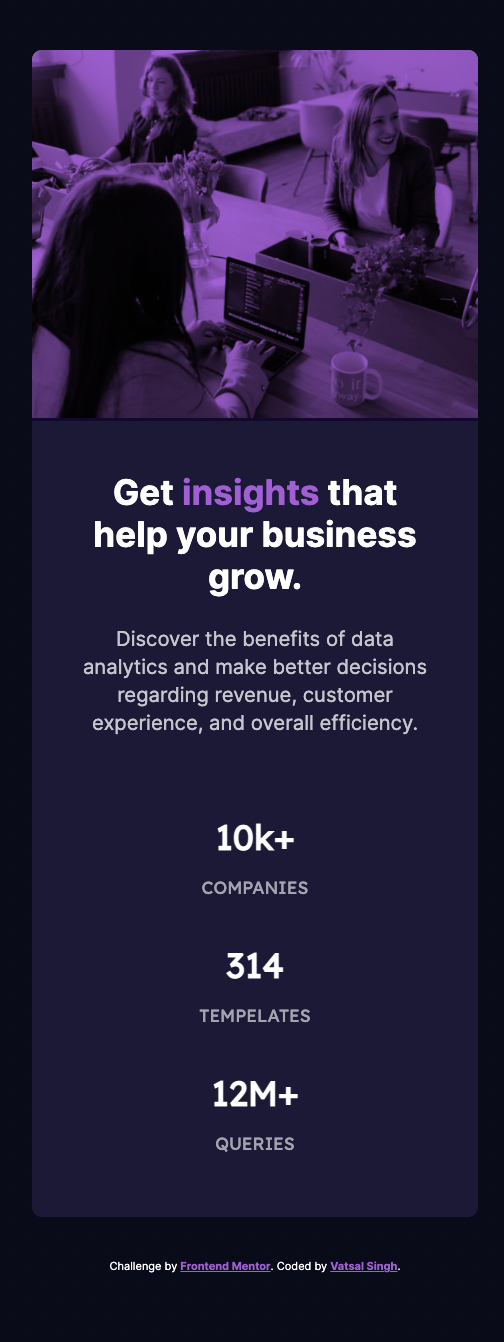 Get insights that
help your business
grow.
Discover the benefits of data
analytics and make better decisions
regarding revenue, customer
experience, and overall efficiency.
10k+
COMPANIES
314
TEMPELATES
12M+
QUERIES
Challenge by Frontend Mentor. Coded by Vatsal Singh.